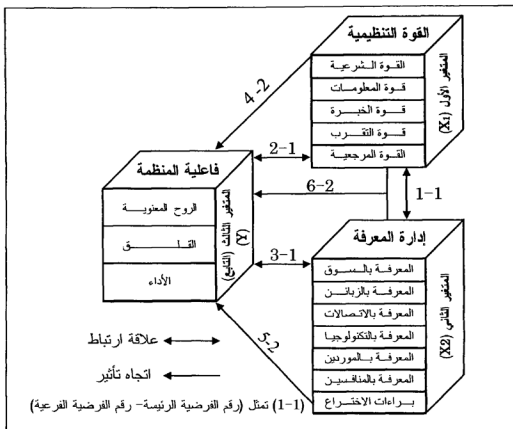 القوة التنظيمية
المتغير الأول (X1)
القوة الشرعية
قوة المعلومات
قوة الخبرة
قوة التقرب
القوة المرجعية
4-2
2-1
6-2
1-1
فاعلية المنظمة
المتغير الثالث (التابع) (Y)
الروح المعنوية
القلق
الأداء
3-1
5-2
إدارة المعرفة
المتغير الثاني (X2)
المعرفة بالسوق
المعرفة بالزبائن
المعرفة بالاتصالات
المعرفة بالتكنولوجيا
المعرفة بالموردين
المعرفة بالمنافسين
براءات الاختراع
علاقة ارتباط
اتجاه تأثير
(1-1) تمثل (رقم الفرضية الرئيسة- رقم الفرضية الفرعية)